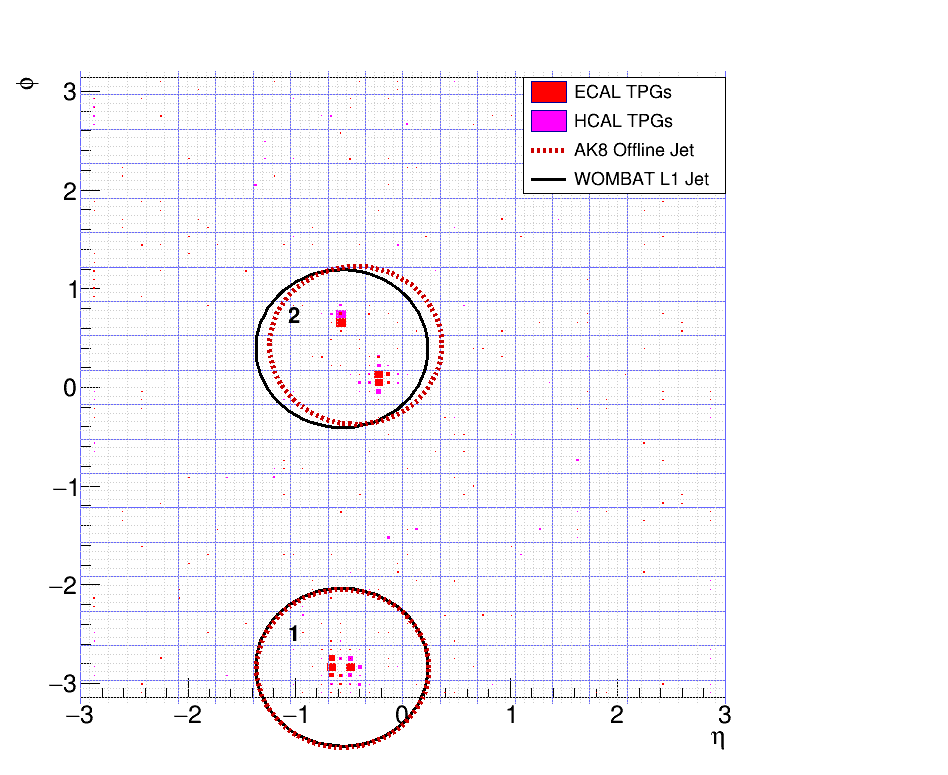 φ
3
2
1
0
−1
−2
−3
ECAL TPGs
HCAL TPGs
AK8 Offline Jet
WOMBAT L1 Jet
2
1
−3 −2 −1 0 1 2 3
η